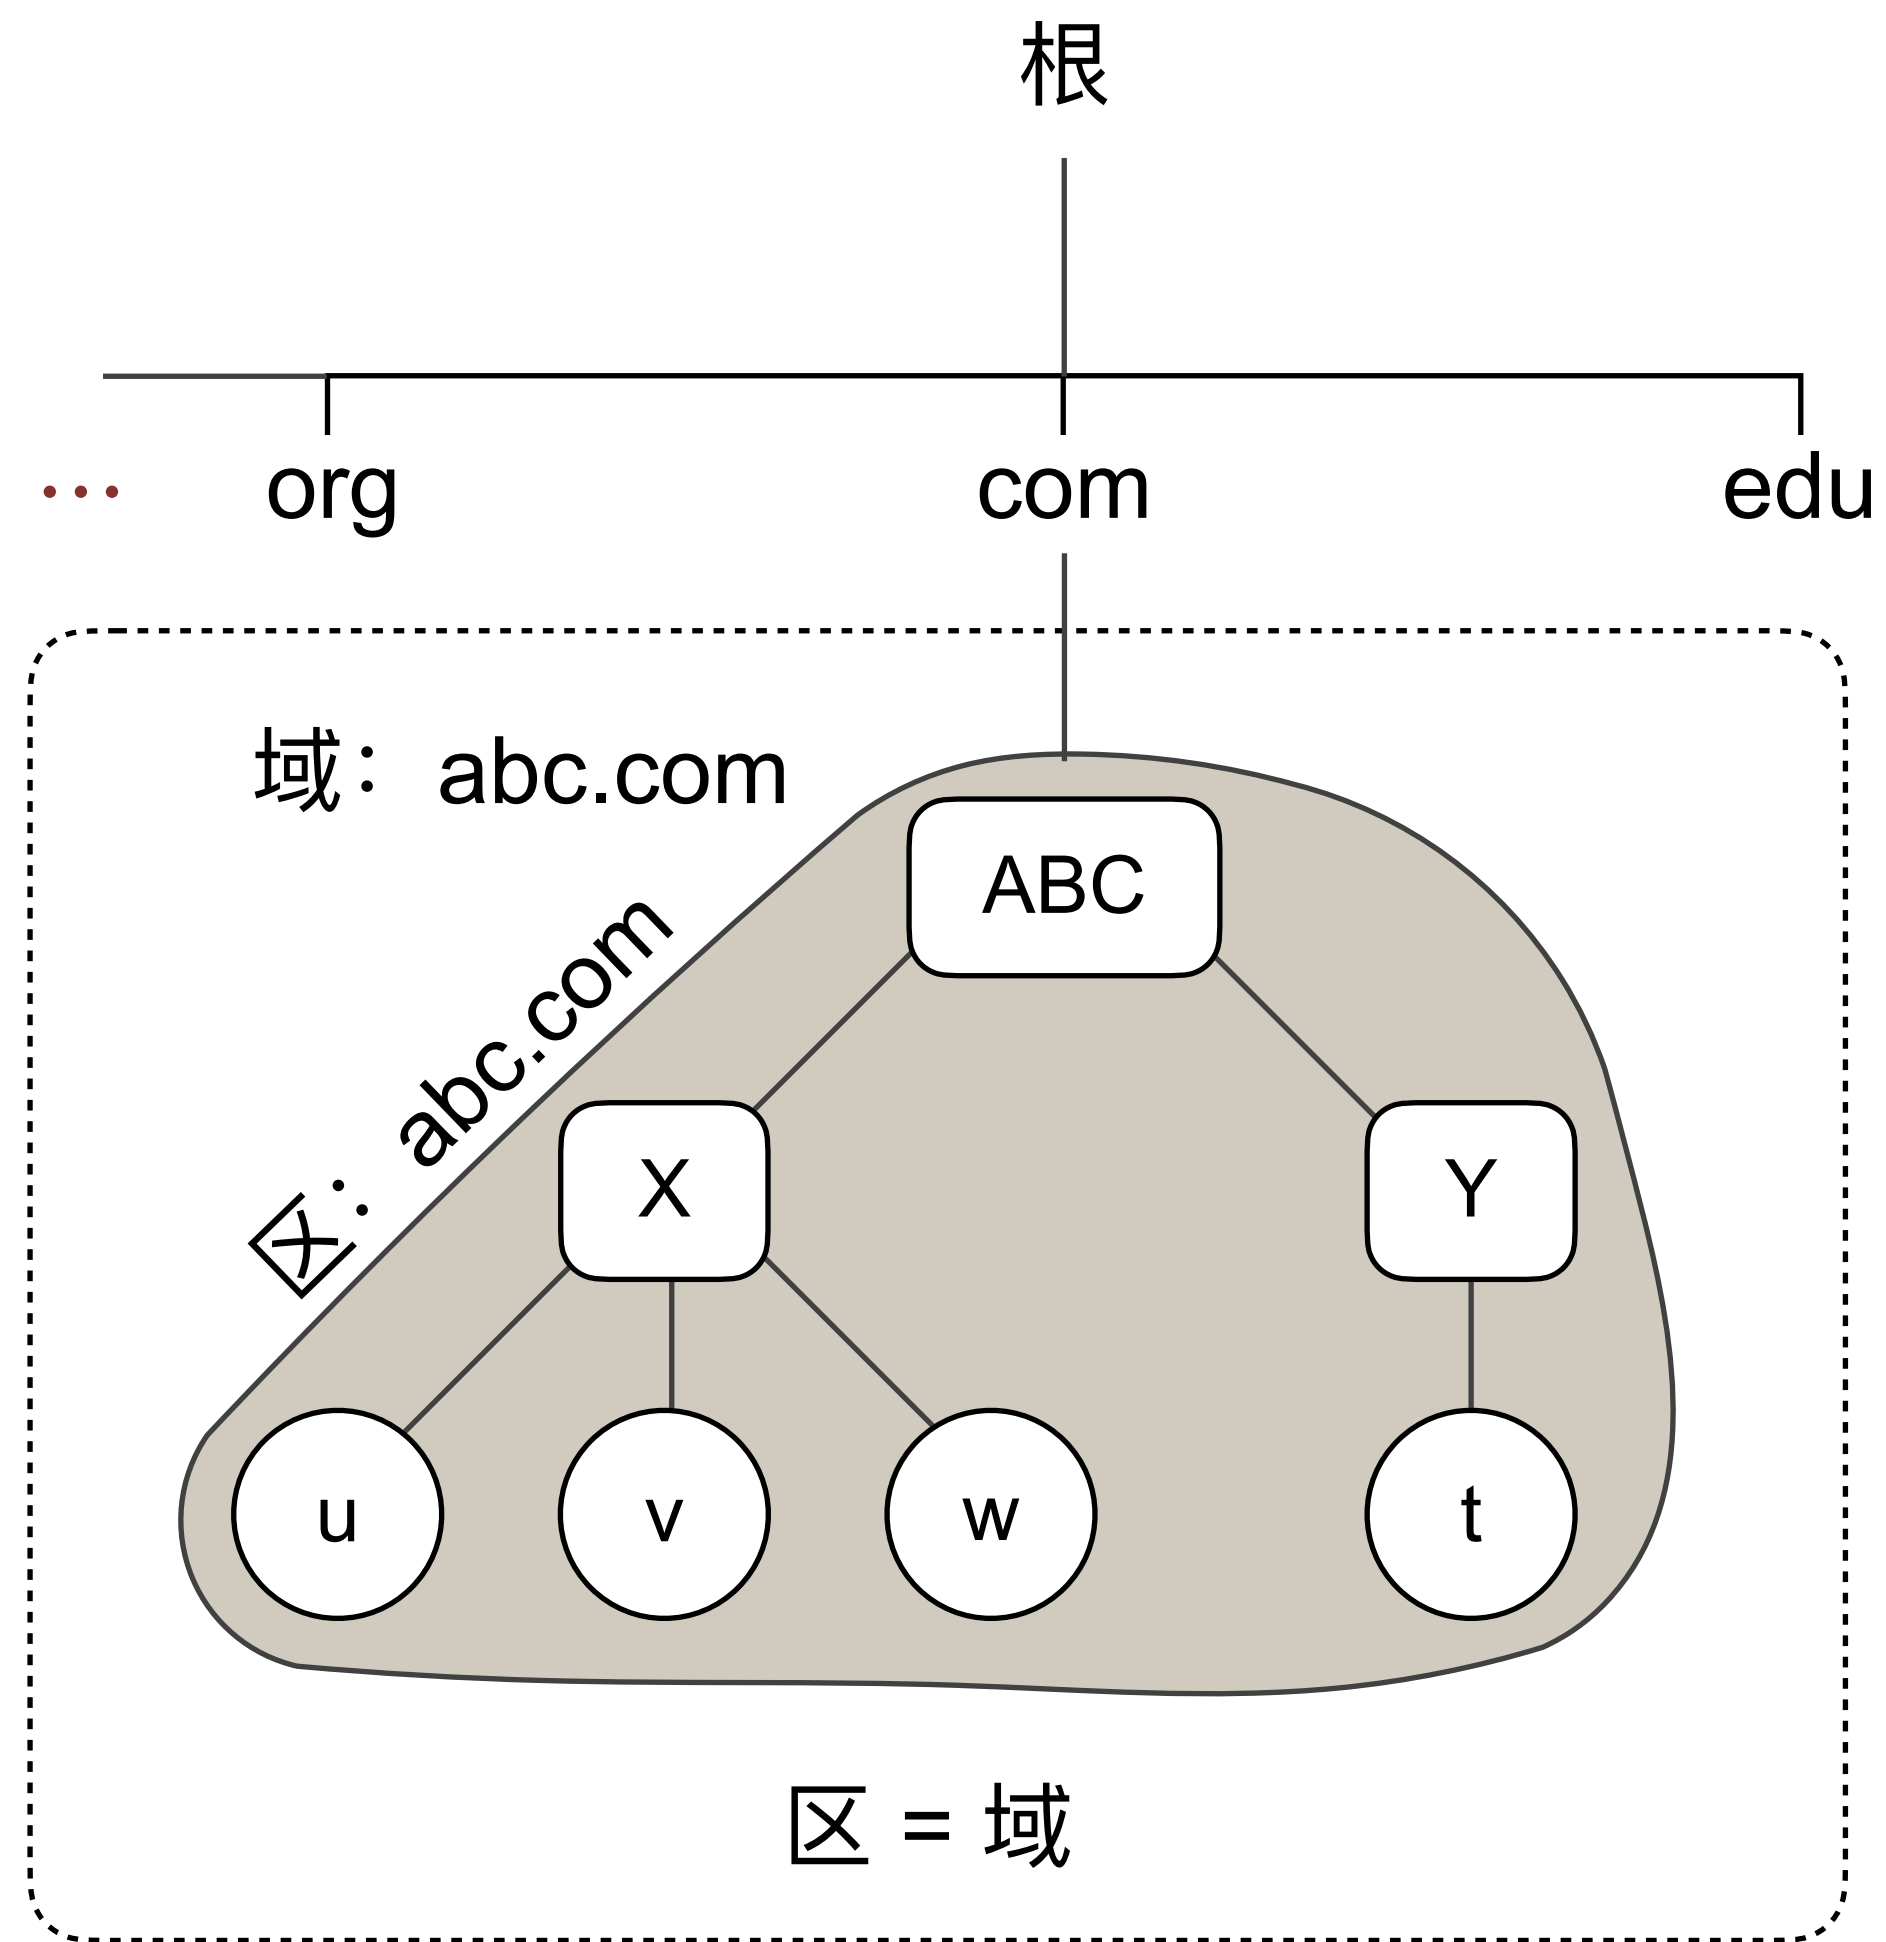 根
… org com edu
域： abc.com
ABC
区：abc.com
X Y
u v w t
区 = 域